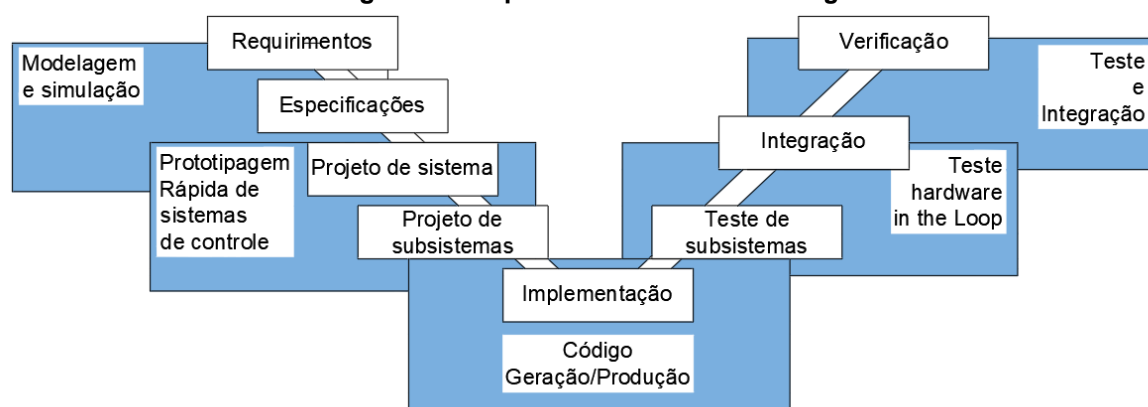 Requirimentos
Verificação
Modelagem
e simulação
Teste
e
Integração
Especificações
Integração
Prototipagem
Rápida de
sistemas
de controle
Projeto de sistema
Teste
hardware
in the Loop
Projeto de
subsistemas
Teste de
subsistemas
Implementação
Código
Geração/Produção